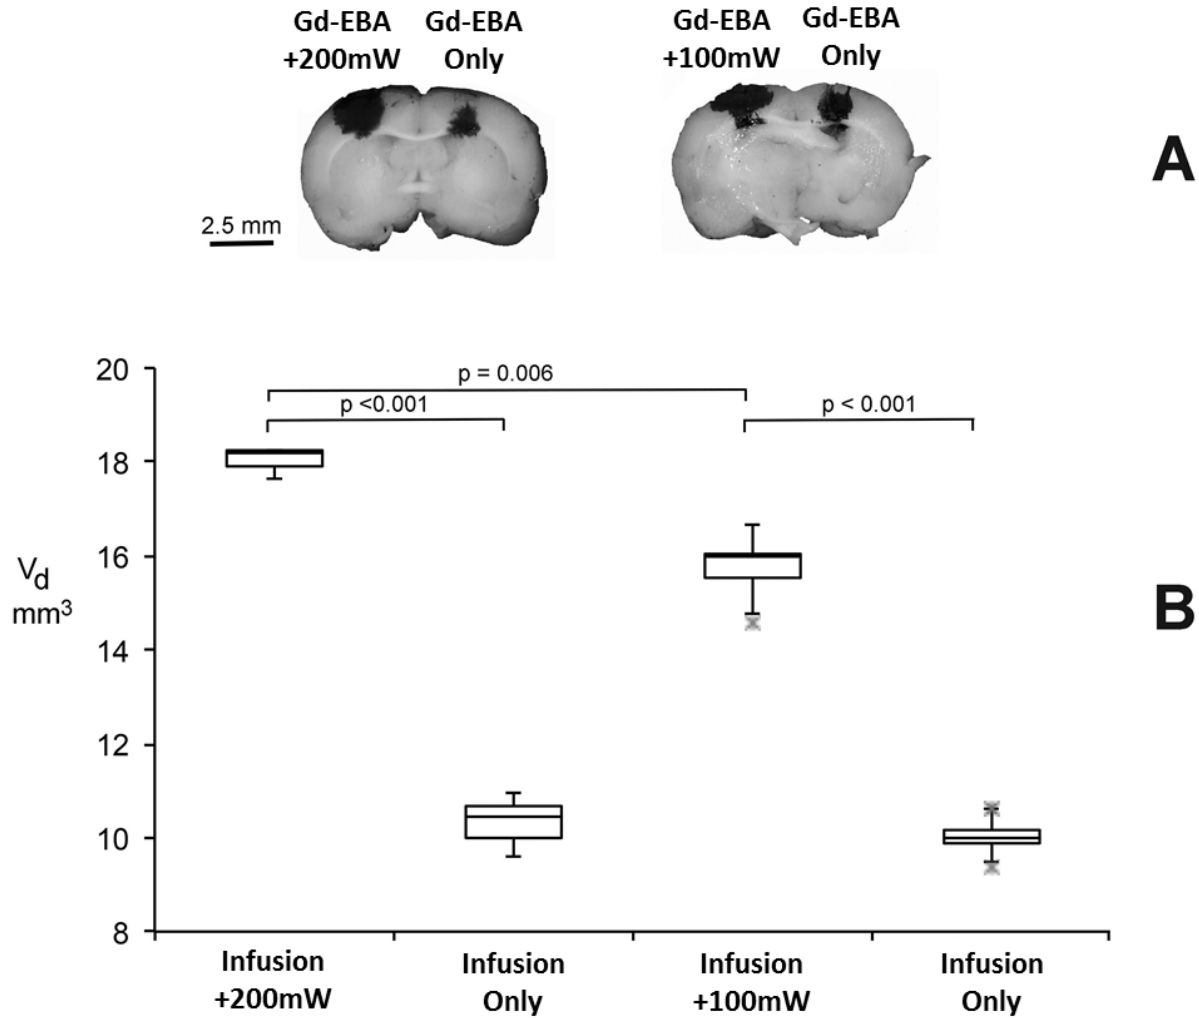 Gd-EBA
+200mW
Gd-EBA
Only
Gd-EBA
+100mW
Gd-EBA
Only
A
2.5 mm
20
18
16
14
12
10
8
p = 0.006
p <0.001
p < 0.001
Vd
mm³
B
Infusion
+200mW
Infusion
Only
Infusion
+100mW
Infusion
Only